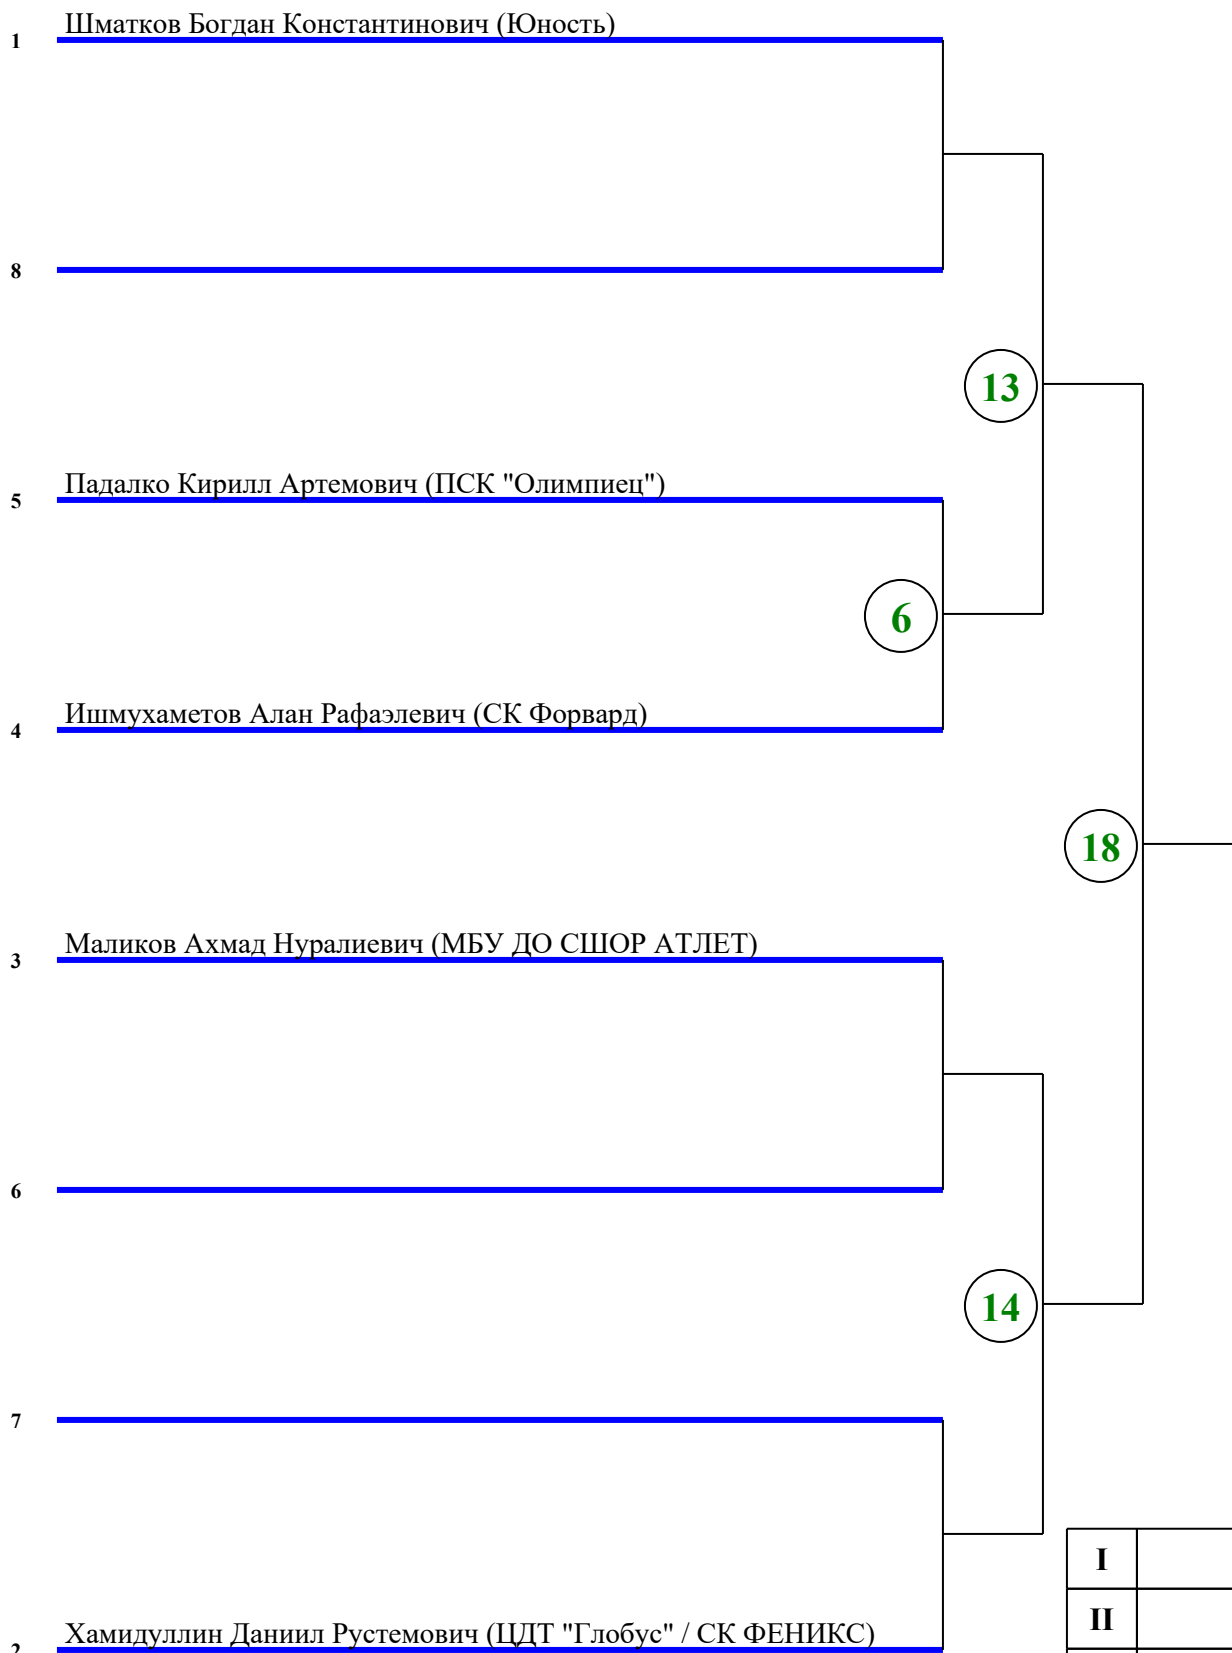 1 Шматков Богдан Константинович (Юность)
8
13
5 Падалко Кирилл Артемович (ПСК "Олимпиец")
6
4 Ишмухаметов Алан Рафаэлевич (СК Форвард)
18
3 Маликов Ахмад Нуралиевич (МБУ ДО СШОР АТЛЕТ)
6
14
7
I
II
2 Хамидуллин Даниил Рустемович (ЦДТ "Глобус" / СК ФЕНИКС)